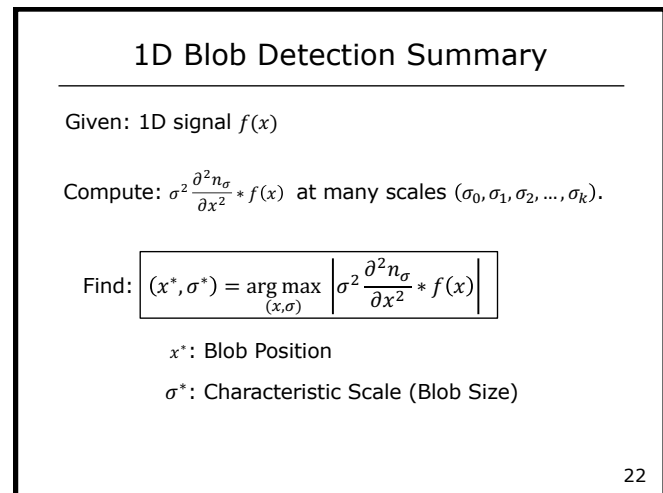 1D Blob Detection Summary
Given: 1D signal f(x)
Compute: σ² ∂²n_σ/∂x² * f(x) at many scales (σ₀, σ₁, σ₂, …, σₖ).
Find: (x*, σ*) = arg max_(x,σ) |σ² ∂²n_σ/∂x² * f(x)|
x*: Blob Position
σ*: Characteristic Scale (Blob Size)
22